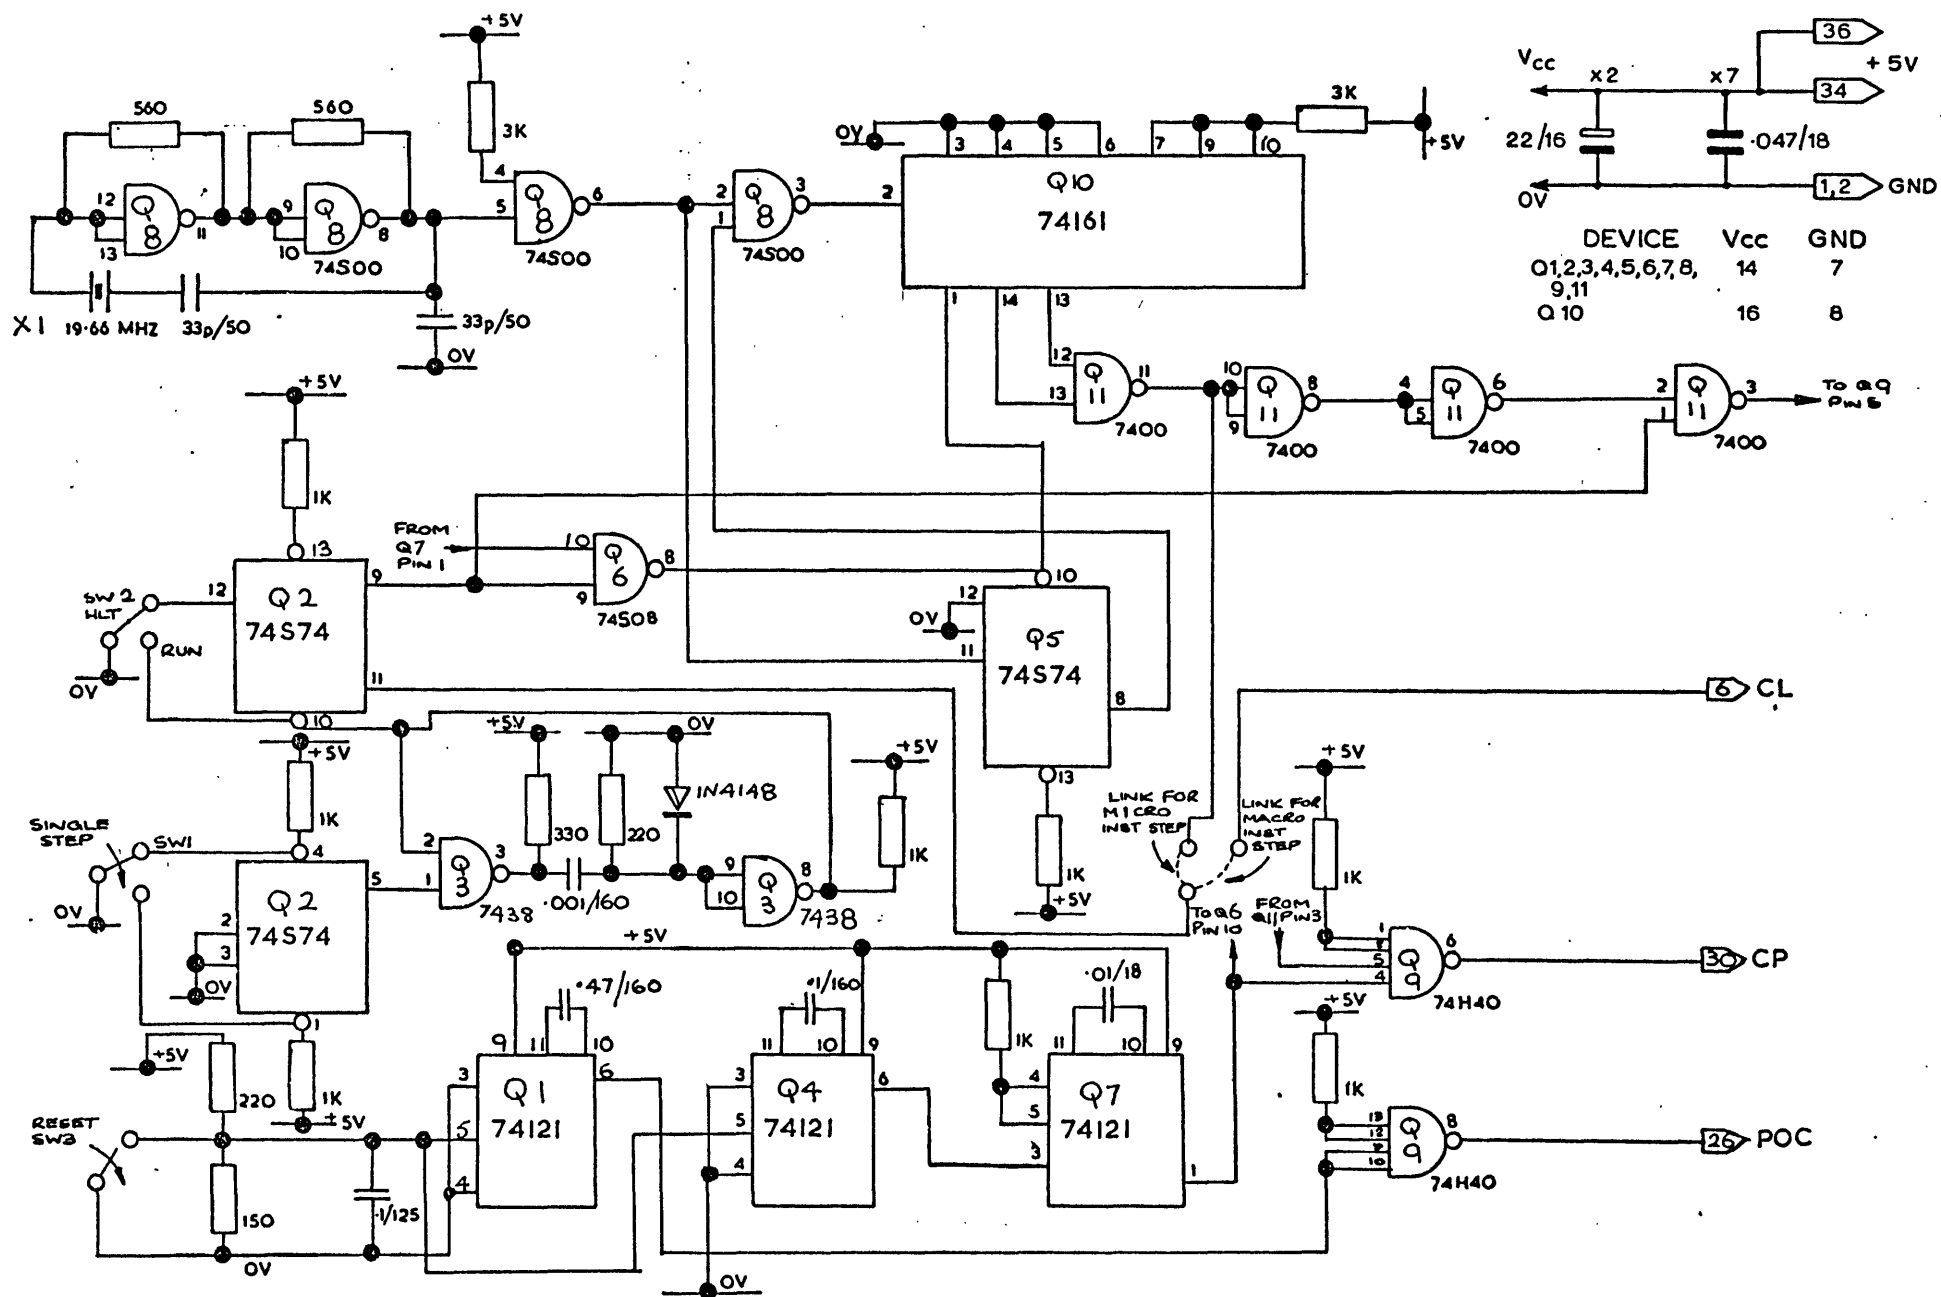 +5V
560
560
3K
12
13
Q 8
11
9
10
Q 8
8
74S00
4
5
Q 8
6
74S00
2
1
Q 8
3
74S00
X1
19.66 MHZ
33p/50
33p/50
0V
0V
3
4
5
6
7
9
10
3K
+5V
2
Q10
74161
1
14
13
Vcc
x2
x7
36
+5V
34
22/16
.047/18
0V
1,2
GND
DEVICE Vcc GND
Q1,2,3,4,5,6,7,8, 14 7
9,11
Q10 16 8
12
13
Q 11
11
7400
10
9
Q 11
8
7400
4
5
Q 11
6
7400
2
1
Q 11
3
7400
TO Q9
PIN 5
+5V
1K
13
SW2
HLT
12
Q2
74S74
9
11
10
RUN
0V
FROM
Q7
PIN 1
10
9
Q 6
8
74S08
0V
12
11
10
Q5
74S74
8
13
1K
+5V
+5V
1K
4
SINGLE
STEP
SW1
0V
Q2
74S74
5
2
3
0V
1
1K
+5V
2
1
Q 3
3
7438
+5V
330
.001/160
220
0V
1N4148
9
10
Q 3
8
7438
+5V
1K
LINK FOR
MICRO
INST STEP
LINK FOR
MACRO
INST
STEP
6
CL
TO Q6
PIN 10
FROM
Q11 PIN3
+5V
1K
1
5
4
Q 9
6
74H40
30
CP
+5V
1K
13
12
10
Q 9
8
74H40
26
POC
+5V
220
RESET
SW3
150
0V
.1/125
+5V
.47/160
9
11
10
3
5
4
6
Q1
74121
.1/160
11
10
9
3
5
4
6
Q4
74121
0V
1K
.01/18
11
10
9
4
5
3
1
Q7
74121